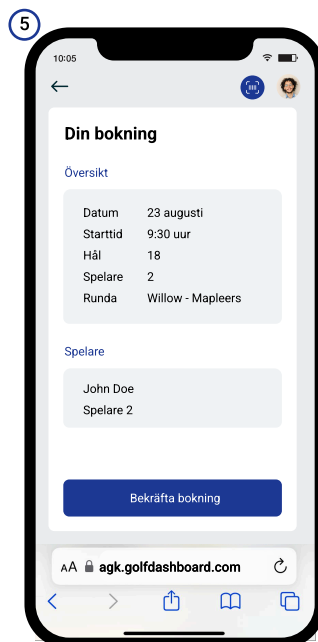 5
10:05
Din bokning
Översikt
Datum 23 augusti
Starttid 9:30 uur
Hål 18
Spelare 2
Runda Willow - Mapleers
Spelare
John Doe
Spelare 2
Bekräfta bokning
AA agk.golfdashboard.com